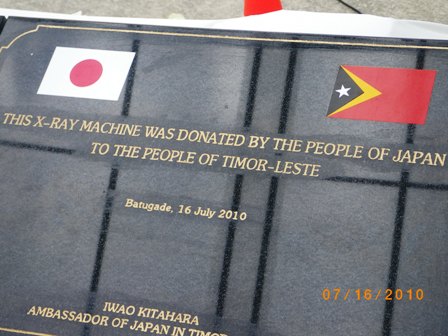 THIS X-RAY MACHINE WAS DONATED BY THE PEOPLE OF JAPAN
TO THE PEOPLE OF TIMOR-LESTE
Batugade, 16 July 2010
IWAO KITAHARA
AMBASSADOR OF JAPAN IN TIMOR
07/16/2010